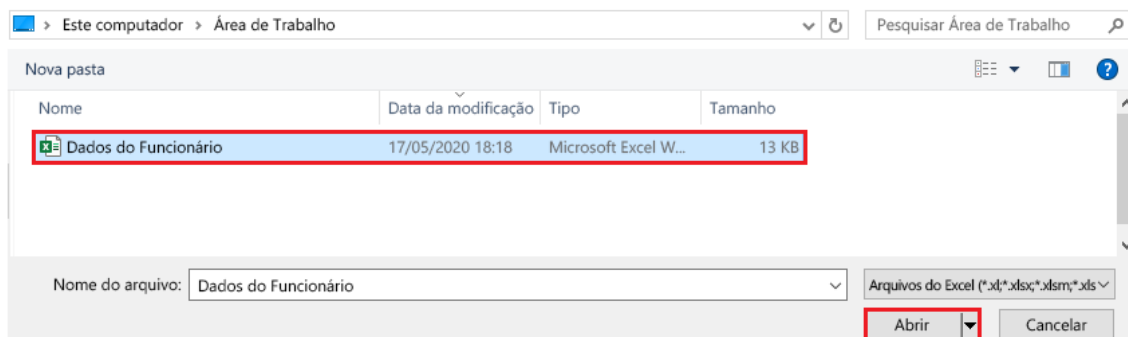 Este computador > Área de Trabalho
Pesquisar Área de Trabalho
Nova pasta
Nome Data da modificação Tipo Tamanho
Dados do Funcionário 17/05/2020 18:18 Microsoft Excel W... 13 KB
Nome do arquivo: Dados do Funcionário
Arquivos do Excel (*.xl;*.xlsx;*.xlsm;*.xls
Abrir Cancelar